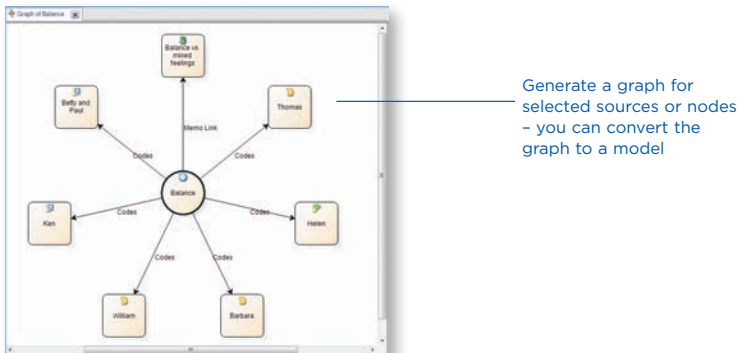 Graph of Balance
Balance vs.
mixed
feelings
Betty and
Paul
Thomas
Memo Link
Codes
Codes
Balance
Ken
Codes
Codes
Helen
Codes
Codes
William
Barbara
Generate a graph for
selected sources or nodes
– you can convert the
graph to a model